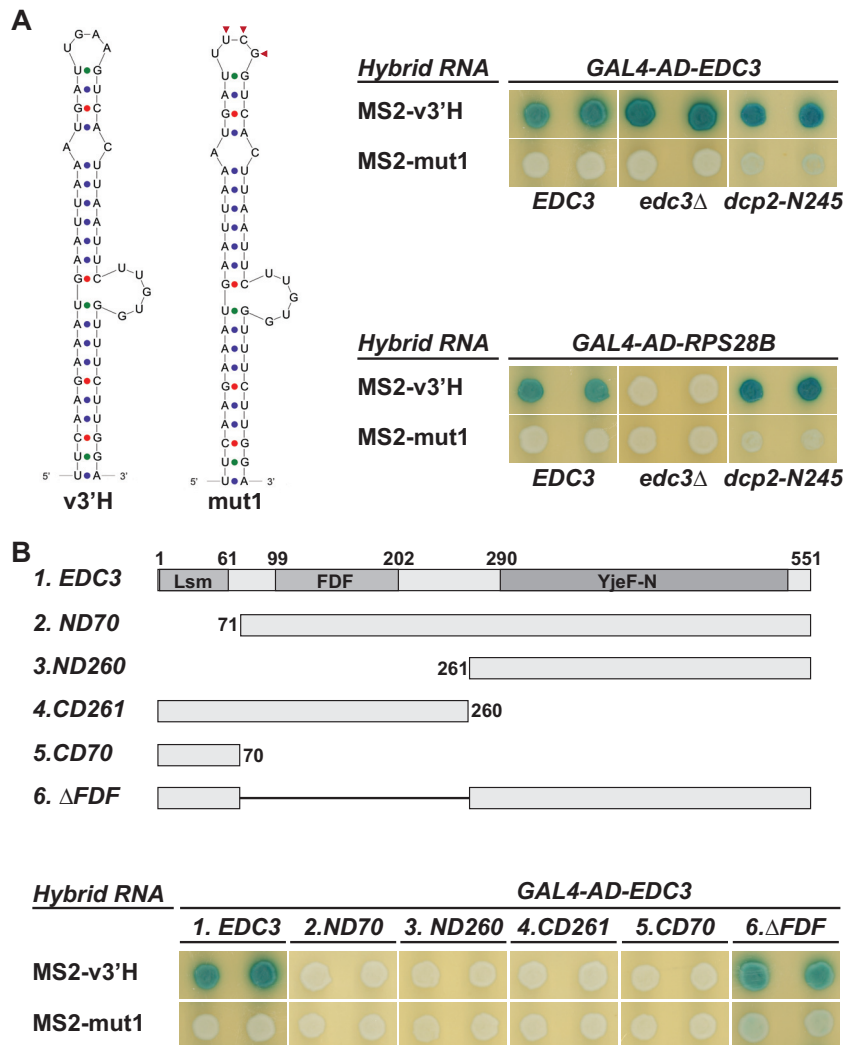 A
Hybrid RNA GAL4-AD-EDC3
MS2-v3'H
MS2-mut1
EDC3 edc3Δ dcp2-N245
Hybrid RNA GAL4-AD-RPS28B
MS2-v3'H
MS2-mut1
EDC3 edc3Δ dcp2-N245
5' 3' 5' 3'
v3'H mut1
B
1 61 99 202 290 551
1. EDC3 Lsm FDF YjeF-N
2. ND70 71
3.ND260 261
4.CD261 260
5.CD70 70
6. ΔFDF
Hybrid RNA GAL4-AD-EDC3
1. EDC3 2.ND70 3. ND260 4.CD261 5.CD70 6.ΔFDF
MS2-v3'H
MS2-mut1